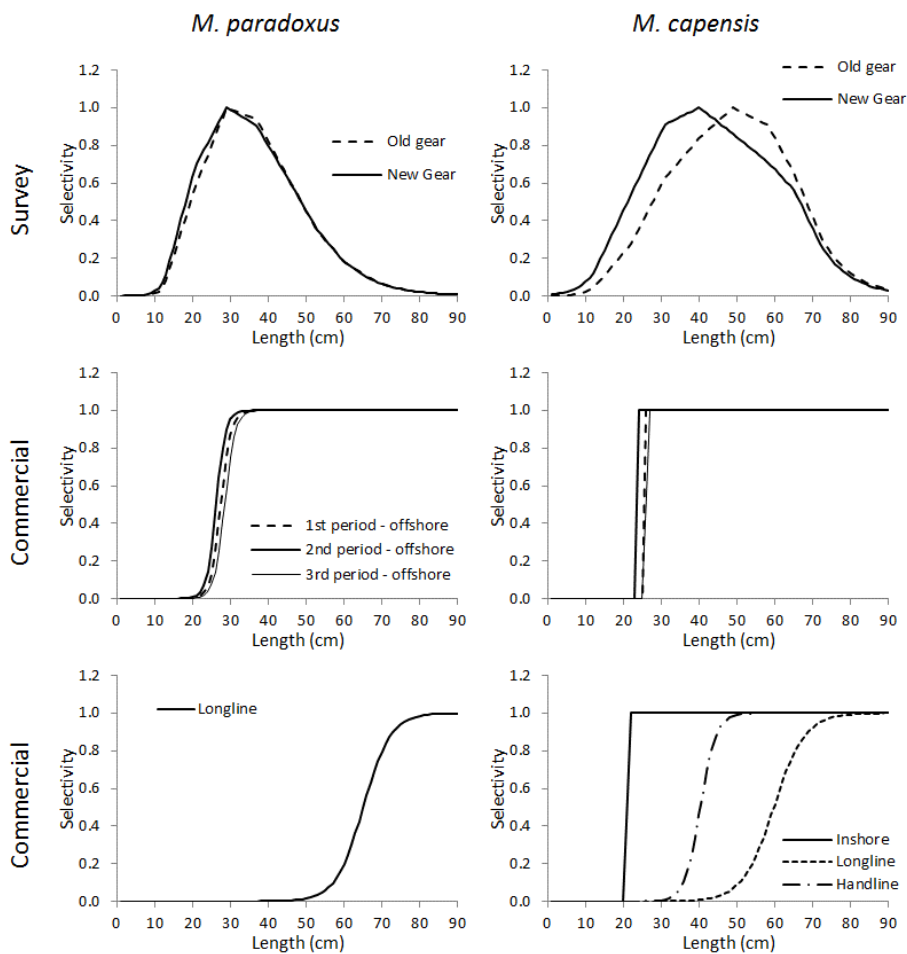 M. paradoxus
M. capensis
Survey
Selectivity
1.2
1.0
0.8
0.6
0.4
0.2
0.0
0 10 20 30 40 50 60 70 80 90
Length (cm)
Old gear
New Gear
Selectivity
1.2
1.0
0.8
0.6
0.4
0.2
0.0
0 10 20 30 40 50 60 70 80 90
Length (cm)
Old gear
New Gear
Commercial
Selectivity
1.2
1.0
0.8
0.6
0.4
0.2
0.0
0 10 20 30 40 50 60 70 80 90
Length (cm)
1st period - offshore
2nd period - offshore
3rd period - offshore
Selectivity
1.2
1.0
0.8
0.6
0.4
0.2
0.0
0 10 20 30 40 50 60 70 80 90
Length (cm)
Commercial
Selectivity
1.2
1.0
0.8
0.6
0.4
0.2
0.0
0 10 20 30 40 50 60 70 80 90
Length (cm)
Longline
Selectivity
1.2
1.0
0.8
0.6
0.4
0.2
0.0
0 10 20 30 40 50 60 70 80 90
Length (cm)
Inshore
Longline
Handline